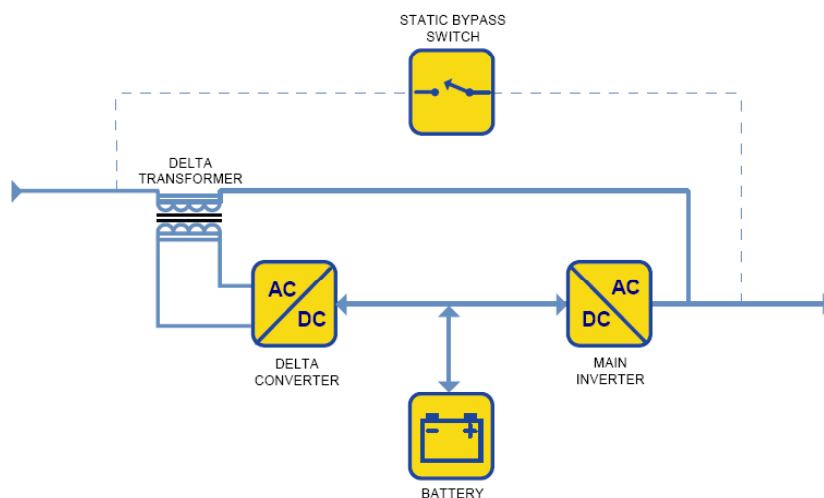 STATIC BYPASS
SWITCH
DELTA
TRANSFORMER
AC
DC
AC
DC
DELTA
CONVERTER
MAIN
INVERTER
BATTERY